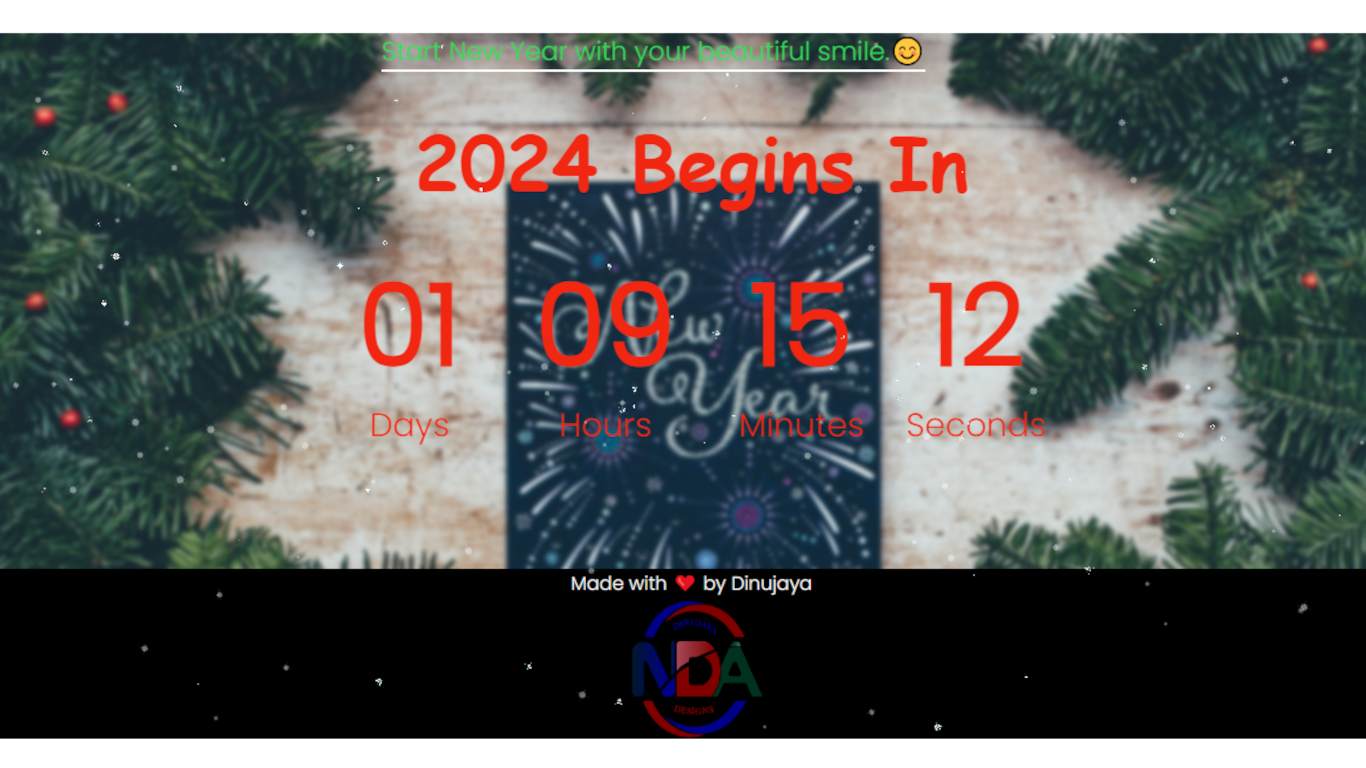 Start New Year with your beautiful smile.😊
2024 Begins In
01 09 15 12
New
Year
Days Hours Minutes Seconds
Made with ❤️ by Dinujaya
DINUJAYA
NDA
DESIGNS